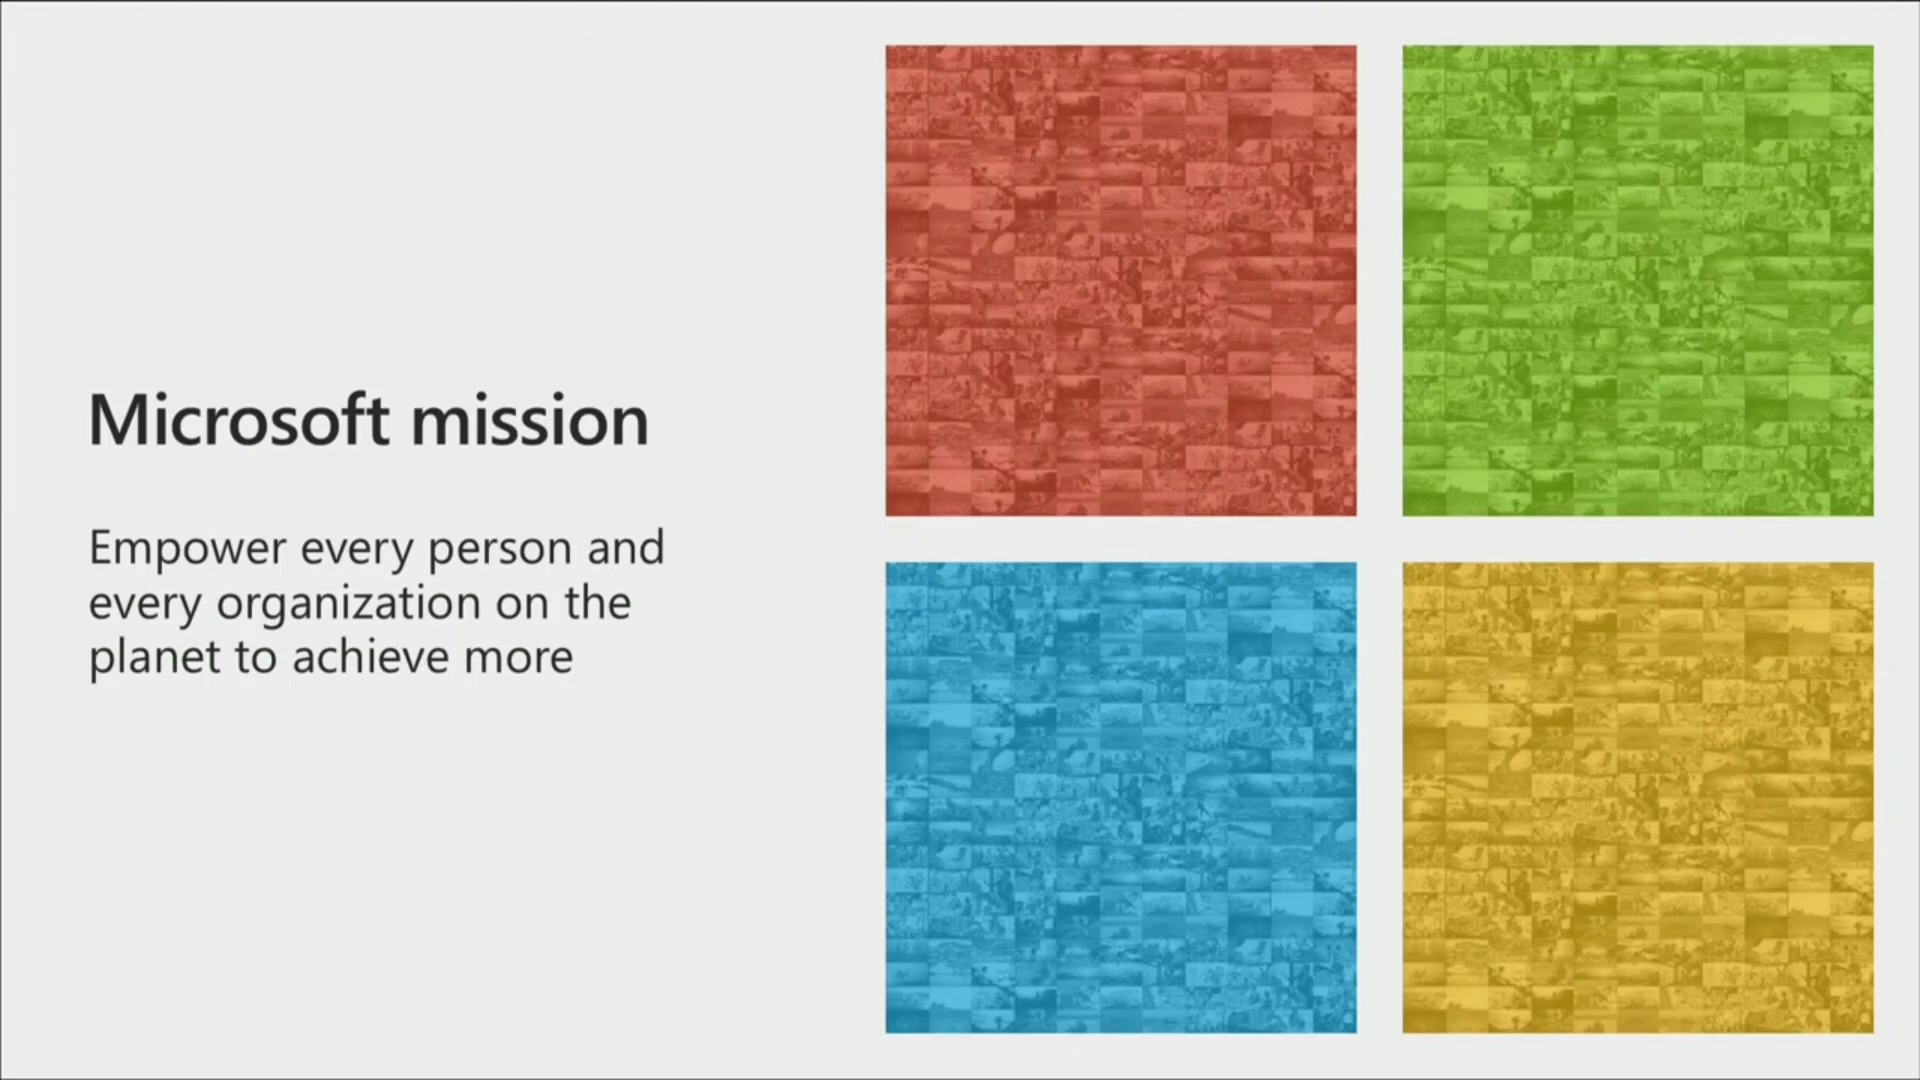 Microsoft mission
Empower every person and
every organization on the
planet to achieve more